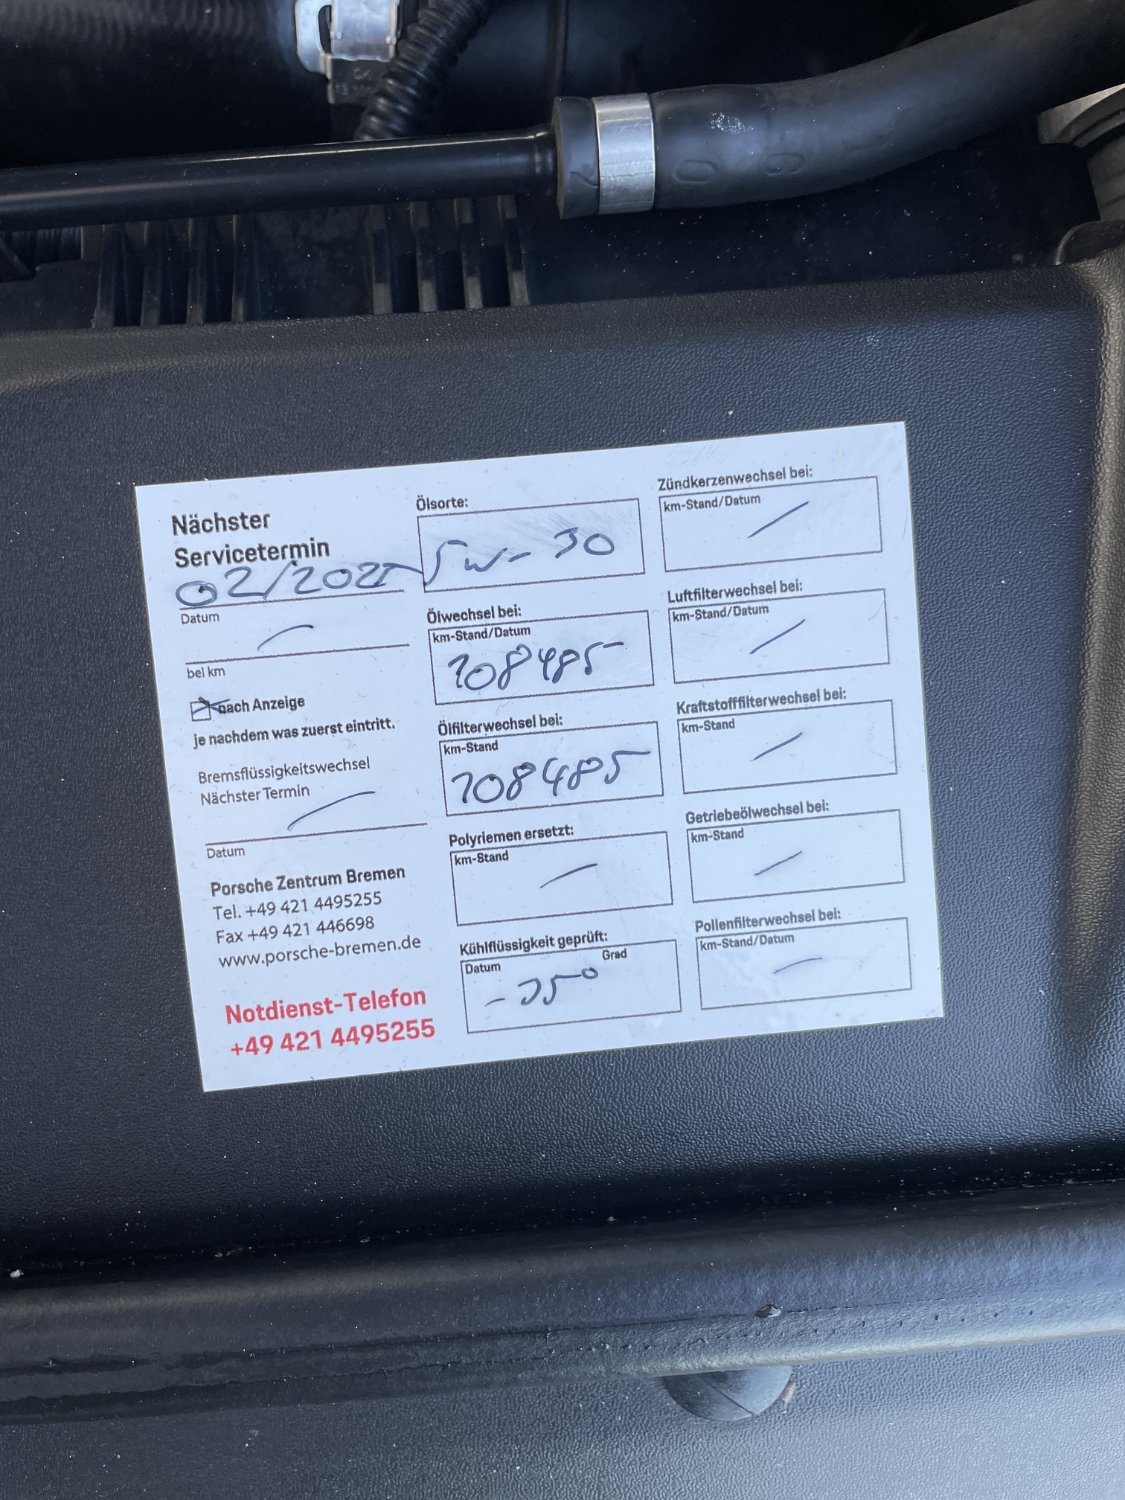 Nächster
Servicetermin
02/2025
Datum
bei km
nach Anzeige
je nachdem was zuerst eintritt.
Bremsflüssigkeitswechsel
Nächster Termin
Datum
Porsche Zentrum Bremen
Tel. +49 421 4495255
Fax +49 421 446698
www.porsche-bremen.de
Notdienst-Telefon
+49 421 4495255
Ölsorte:
5W-30
Ölwechsel bei:
km-Stand/Datum
108485
Ölfilterwechsel bei:
km-Stand
108485
Polyriemen ersetzt:
km-Stand
Kühlflüssigkeit geprüft:
Datum Grad
-35°
Zündkerzenwechsel bei:
km-Stand/Datum
Luftfilterwechsel bei:
km-Stand/Datum
Kraftstofffilterwechsel bei:
km-Stand
Getriebeölwechsel bei:
km-Stand
Pollenfilterwechsel bei:
km-Stand/Datum